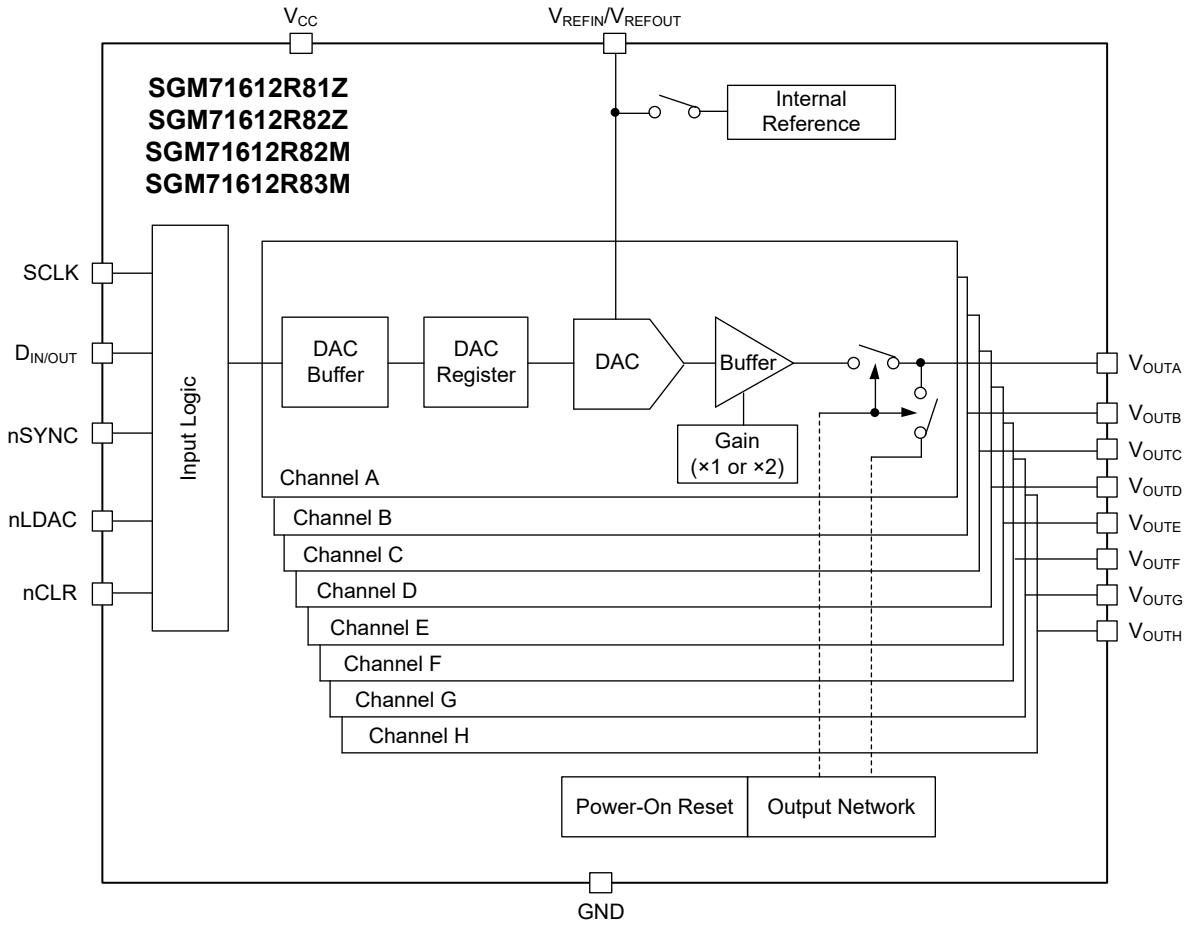 VCC
VREFIN/VREFOUT
SGM71612R81Z
SGM71612R82Z
SGM71612R82M
SGM71612R83M
Internal
Reference
SCLK
DIN/OUT
nSYNC
nLDAC
nCLR
Input Logic
DAC
Buffer
DAC
Register
DAC
Buffer
Gain
(×1 or ×2)
Channel A
Channel B
Channel C
Channel D
Channel E
Channel F
Channel G
Channel H
VOUTA
VOUTB
VOUTC
VOUTD
VOUTE
VOUTF
VOUTG
VOUTH
Power-On Reset
Output Network
GND